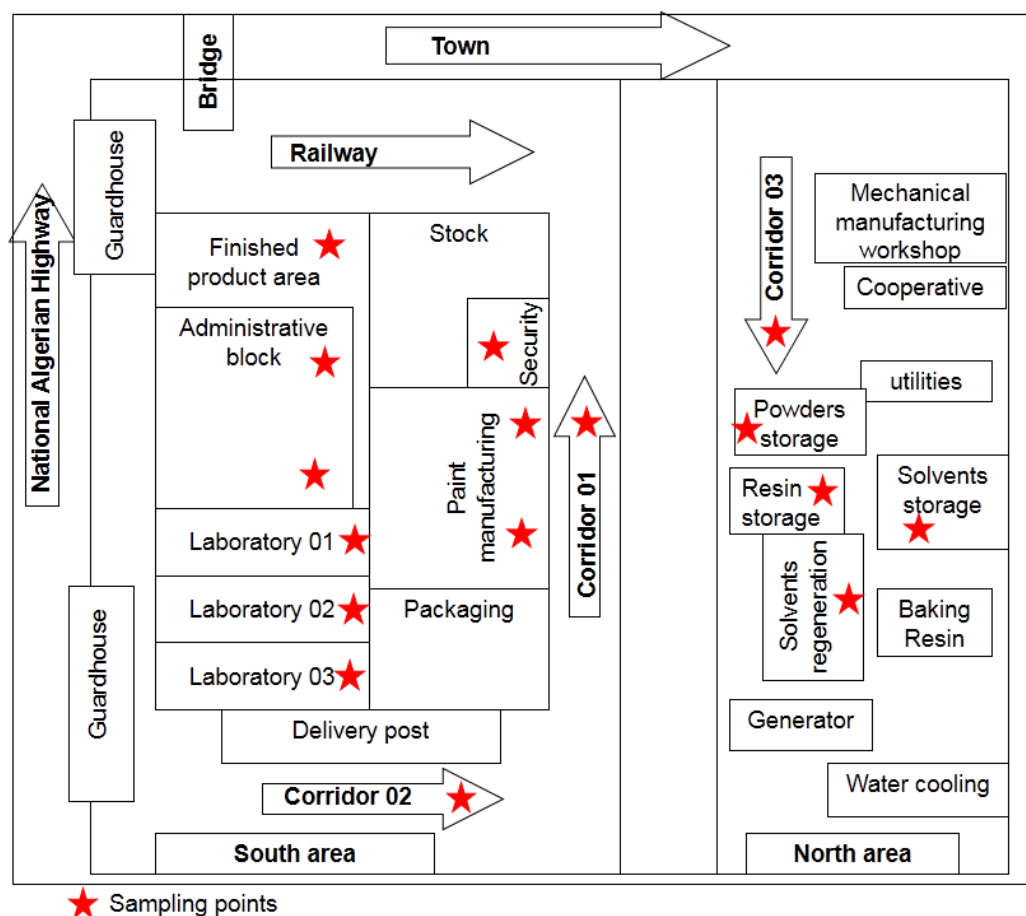 Town
Bridge
Railway
National Algerian Highway
Guardhouse
Finished
product area
Stock
Administrative
block
Security
Paint
manufacturing
Laboratory 01
Laboratory 02
Laboratory 03
Packaging
Guardhouse
Delivery post
Corridor 01
Corridor 02
South area
Corridor 03
Mechanical
manufacturing
workshop
Cooperative
utilities
Powders
storage
Resin
storage
Solvents
storage
Solvents
regeneration
Baking
Resin
Generator
Water cooling
North area
Sampling points